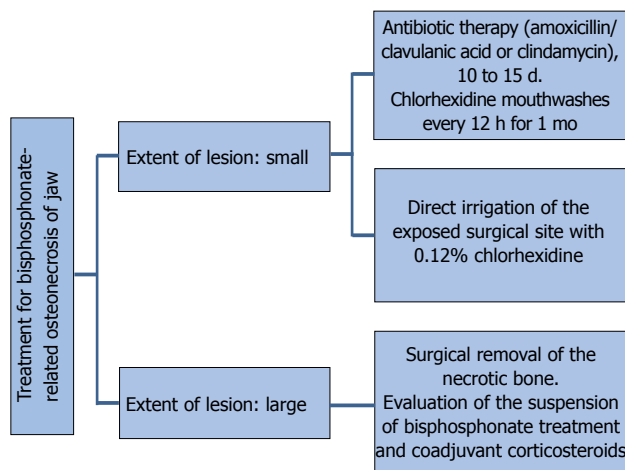 Treatment for bisphosphonate-
related osteonecrosis of jaw
Extent of lesion: small
Antibiotic therapy (amoxicillin/
clavulanic acid or clindamycin),
10 to 15 d.
Chlorhexidine mouthwashes
every 12 h for 1 mo
Direct irrigation of the
exposed surgical site with
0.12% chlorhexidine
Extent of lesion: large
Surgical removal of the
necrotic bone.
Evaluation of the suspension
of bisphosphonate treatment
and coadjuvant corticosteroids